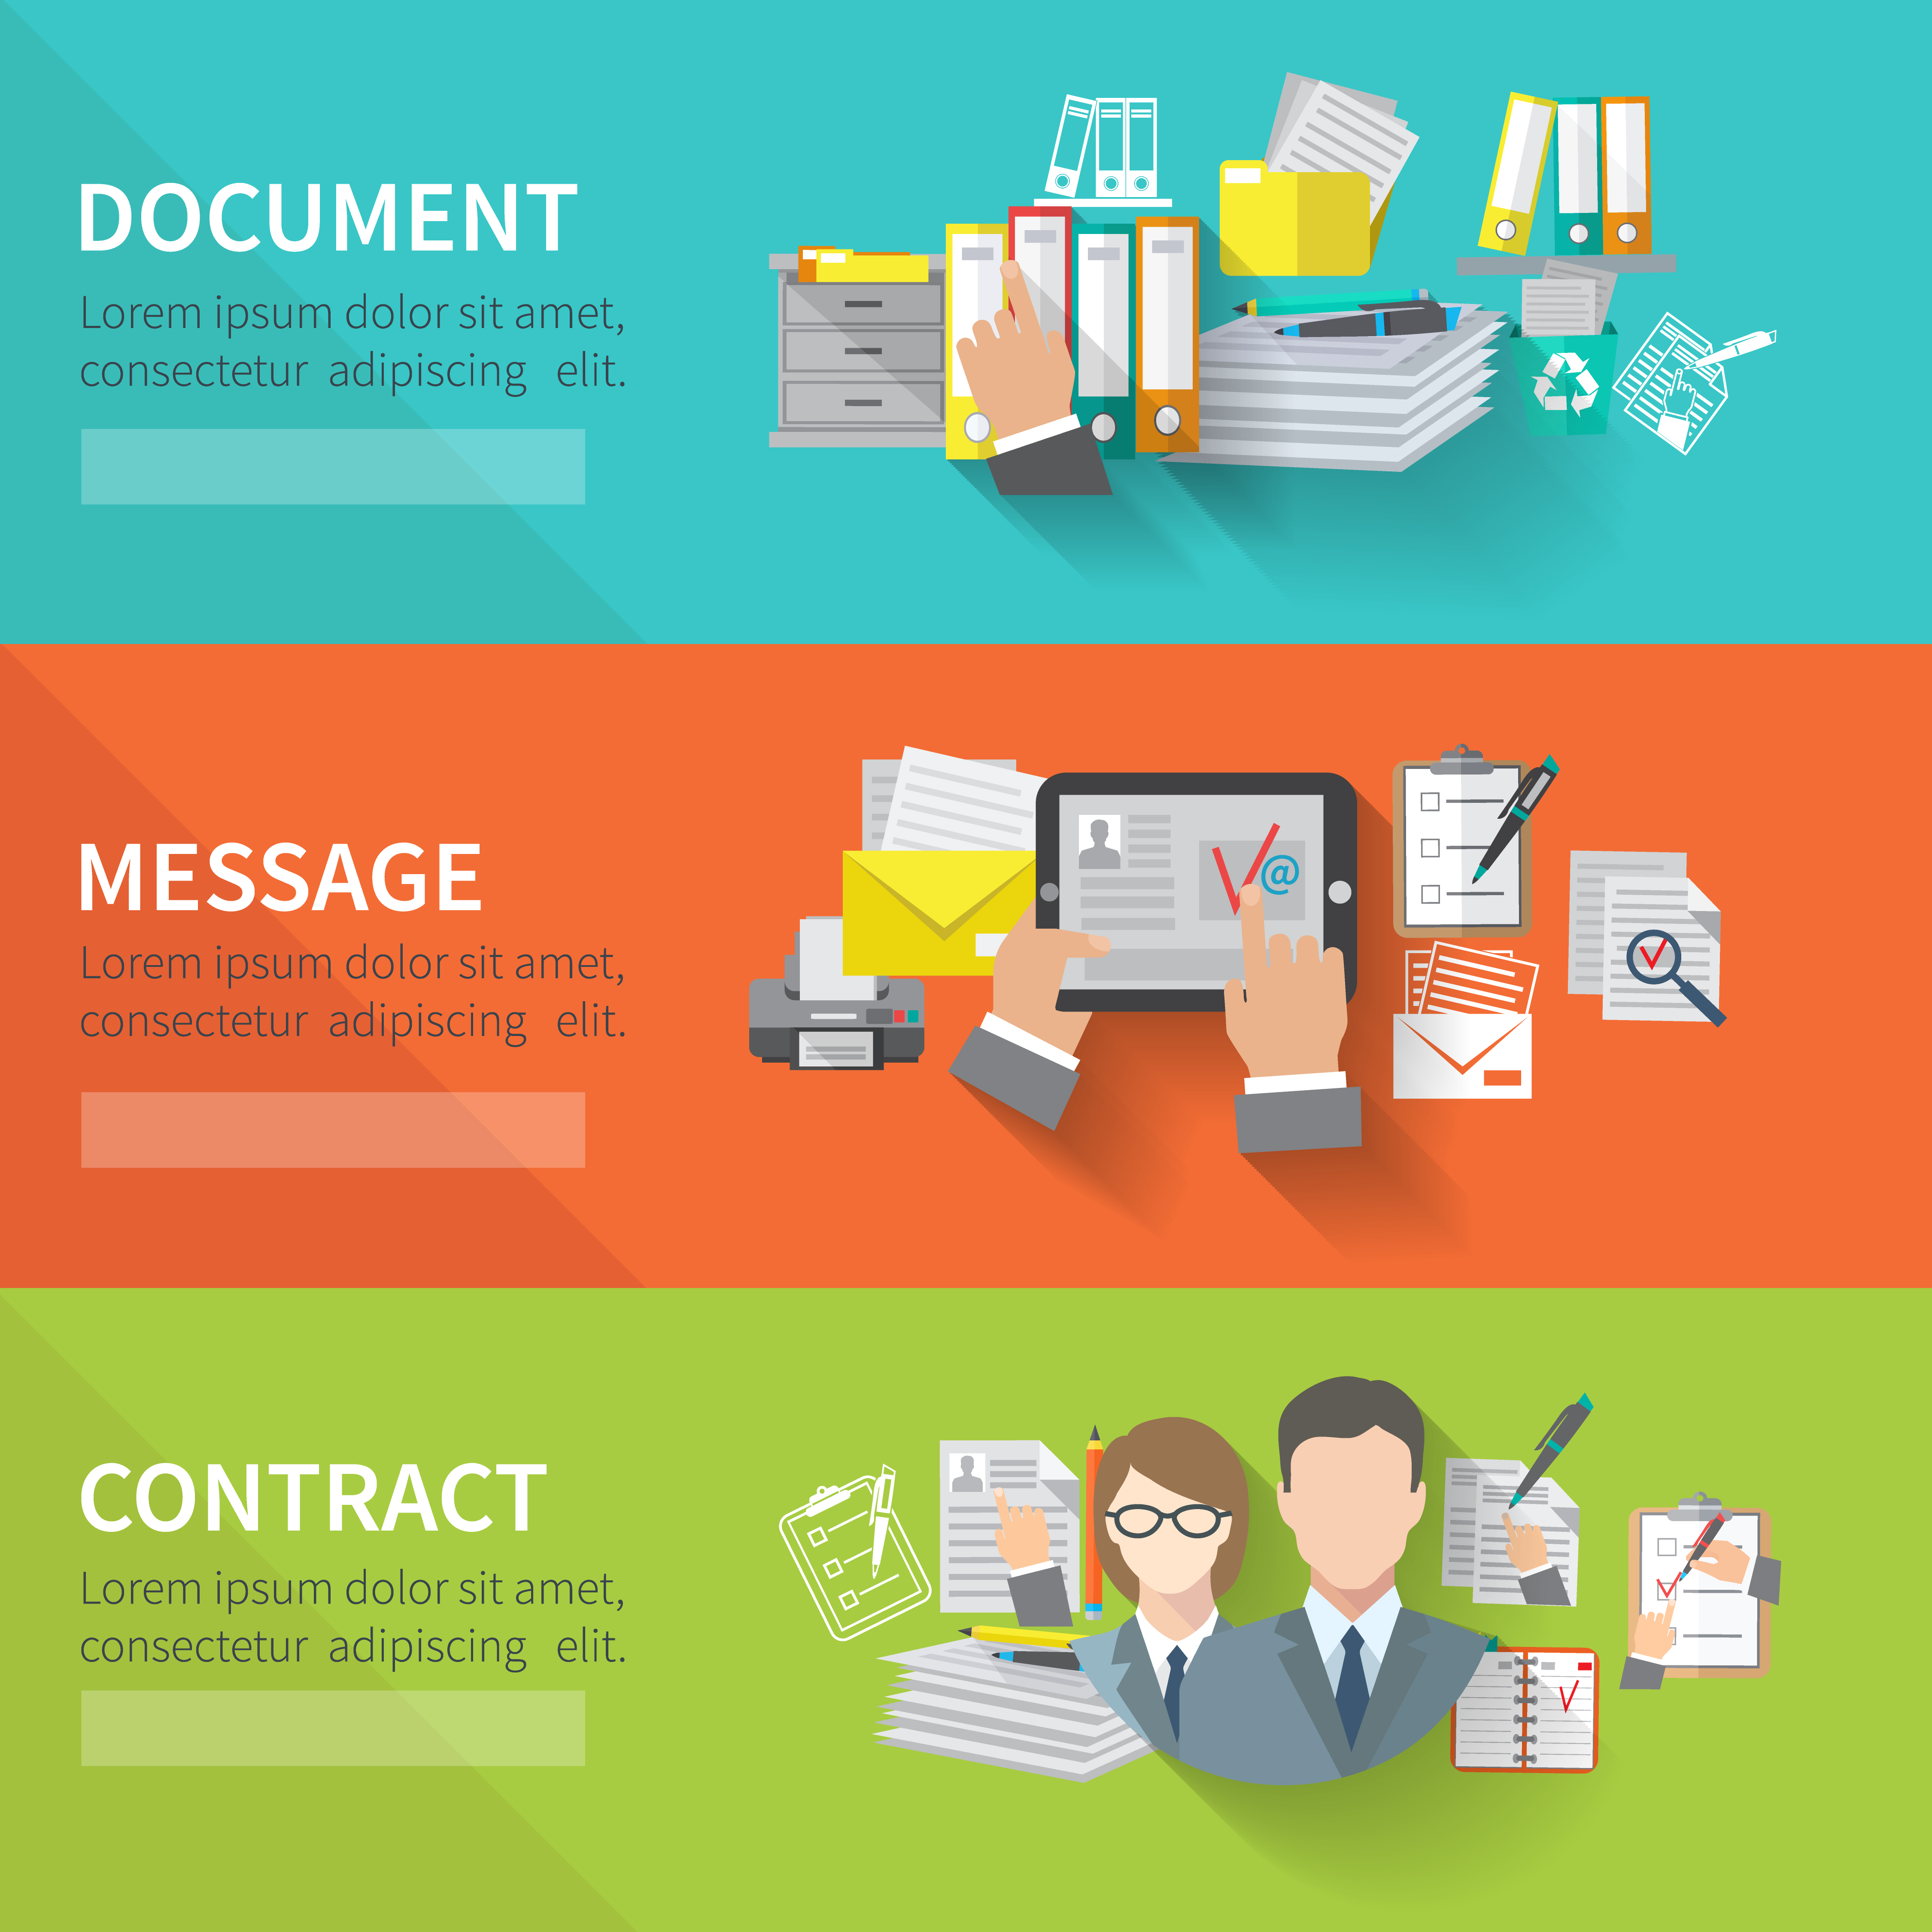 DOCUMENT
Lorem ipsum dolor sit amet,
consectetur adipiscing elit.
MESSAGE
Lorem ipsum dolor sit amet,
consectetur adipiscing elit.
@
CONTRACT
Lorem ipsum dolor sit amet,
consectetur adipiscing elit.